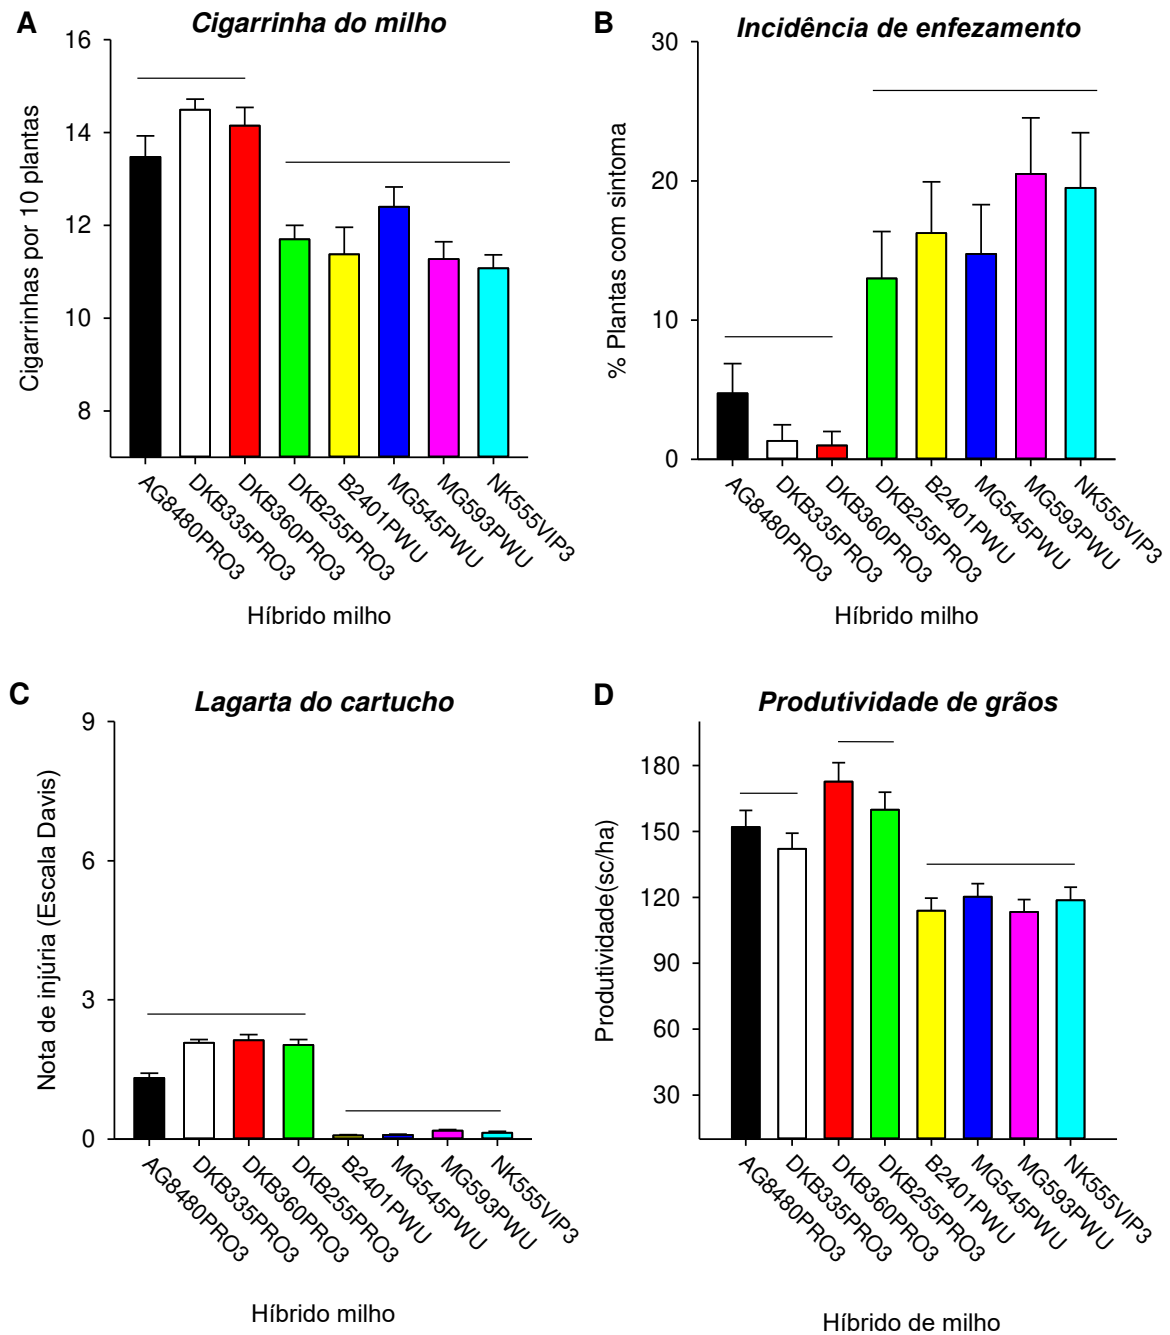 A
Cigarrinha do milho
Cigarrinhas por 10 plantas
16
14
12
10
8
AG8480PRO3
DKB335PRO3
DKB360PRO3
DKB255PRO3
B2401PWU
MG545PWU
MG593PWU
NK555VIP3
Híbrido milho
B
Incidência de enfezamento
% Plantas com sintoma
30
20
10
0
AG8480PRO3
DKB335PRO3
DKB360PRO3
DKB255PRO3
B2401PWU
MG545PWU
MG593PWU
NK555VIP3
Híbrido milho
C
Lagarta do cartucho
Nota de injúria (Escala Davis)
9
6
3
0
AG8480PRO3
DKB335PRO3
DKB360PRO3
DKB255PRO3
B2401PWU
MG545PWU
MG593PWU
NK555VIP3
Híbrido milho
D
Produtividade de grãos
Produtividade(sc/ha)
180
150
120
90
60
30
AG8480PRO3
DKB335PRO3
DKB360PRO3
DKB255PRO3
B2401PWU
MG545PWU
MG593PWU
NK555VIP3
Híbrido de milho